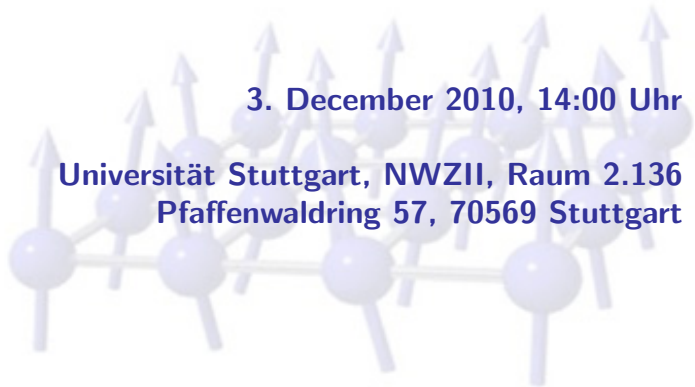 3. December 2010, 14:00 Uhr
Universität Stuttgart, NWZII, Raum 2.136
Pfaffenwaldring 57, 70569 Stuttgart